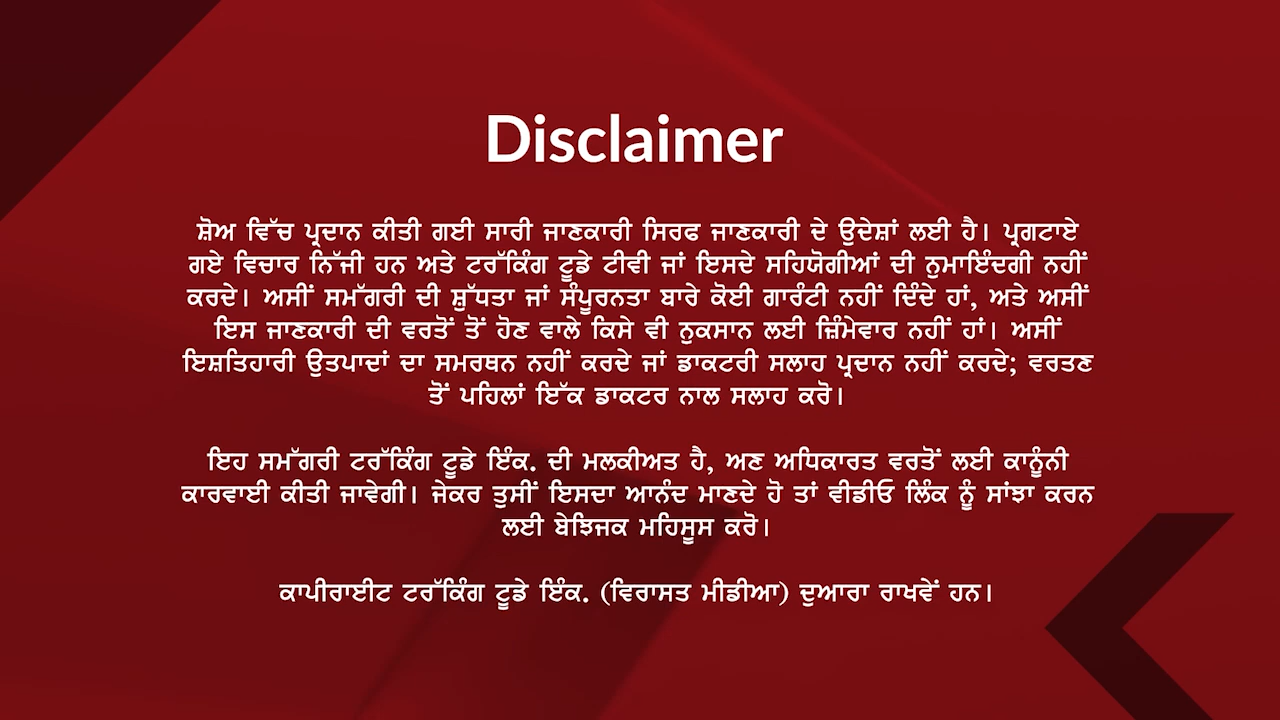 Disclaimer
ਸ਼ੋਅ ਵਿੱਚ ਪ੍ਰਦਾਨ ਕੀਤੀ ਗਈ ਸਾਰੀ ਜਾਣਕਾਰੀ ਸਿਰਫ ਜਾਣਕਾਰੀ ਦੇ ਉਦੇਸ਼ਾਂ ਲਈ ਹੈ। ਪ੍ਰਗਟਾਏ
ਗਏ ਵਿਚਾਰ ਨਿੱਜੀ ਹਨ ਅਤੇ ਟਰੱਕਿੰਗ ਟੂਡੇ ਟੀਵੀ ਜਾਂ ਇਸਦੇ ਸਹਿਯੋਗੀਆਂ ਦੀ ਨੁਮਾਇੰਦਗੀ ਨਹੀਂ
ਕਰਦੇ। ਅਸੀਂ ਸਮੱਗਰੀ ਦੀ ਸ਼ੁੱਧਤਾ ਜਾਂ ਸੰਪੂਰਨਤਾ ਬਾਰੇ ਕੋਈ ਗਾਰੰਟੀ ਨਹੀਂ ਦਿੰਦੇ ਹਾਂ, ਅਤੇ ਅਸੀਂ
ਇਸ ਜਾਣਕਾਰੀ ਦੀ ਵਰਤੋਂ ਤੋਂ ਹੋਣ ਵਾਲੇ ਕਿਸੇ ਵੀ ਨੁਕਸਾਨ ਲਈ ਜ਼ਿੰਮੇਵਾਰ ਨਹੀਂ ਹਾਂ। ਅਸੀਂ
ਇਸ਼ਤਿਹਾਰੀ ਉਤਪਾਦਾਂ ਦਾ ਸਮਰਥਨ ਨਹੀਂ ਕਰਦੇ ਜਾਂ ਡਾਕਟਰੀ ਸਲਾਹ ਪ੍ਰਦਾਨ ਨਹੀਂ ਕਰਦੇ; ਵਰਤਣ
ਤੋਂ ਪਹਿਲਾਂ ਇੱਕ ਡਾਕਟਰ ਨਾਲ ਸਲਾਹ ਕਰੋ।
ਇਹ ਸਮੱਗਰੀ ਟਰੱਕਿੰਗ ਟੂਡੇ ਇੰਕ. ਦੀ ਮਲਕੀਅਤ ਹੈ, ਅਣ ਅਧਿਕਾਰਤ ਵਰਤੋਂ ਲਈ ਕਾਨੂੰਨੀ
ਕਾਰਵਾਈ ਕੀਤੀ ਜਾਵੇਗੀ। ਜੇਕਰ ਤੁਸੀਂ ਇਸਦਾ ਆਨੰਦ ਮਾਣਦੇ ਹੋ ਤਾਂ ਵੀਡੀਓ ਲਿੰਕ ਨੂੰ ਸਾਂਝਾ ਕਰਨ
ਲਈ ਬੇਝਿਜਕ ਮਹਿਸੂਸ ਕਰੋ।
ਕਾਪੀਰਾਈਟ ਟਰੱਕਿੰਗ ਟੂਡੇ ਇੰਕ. (ਵਿਰਾਸਤ ਮੀਡੀਆ) ਦੁਆਰਾ ਰਾਖਵੇਂ ਹਨ।